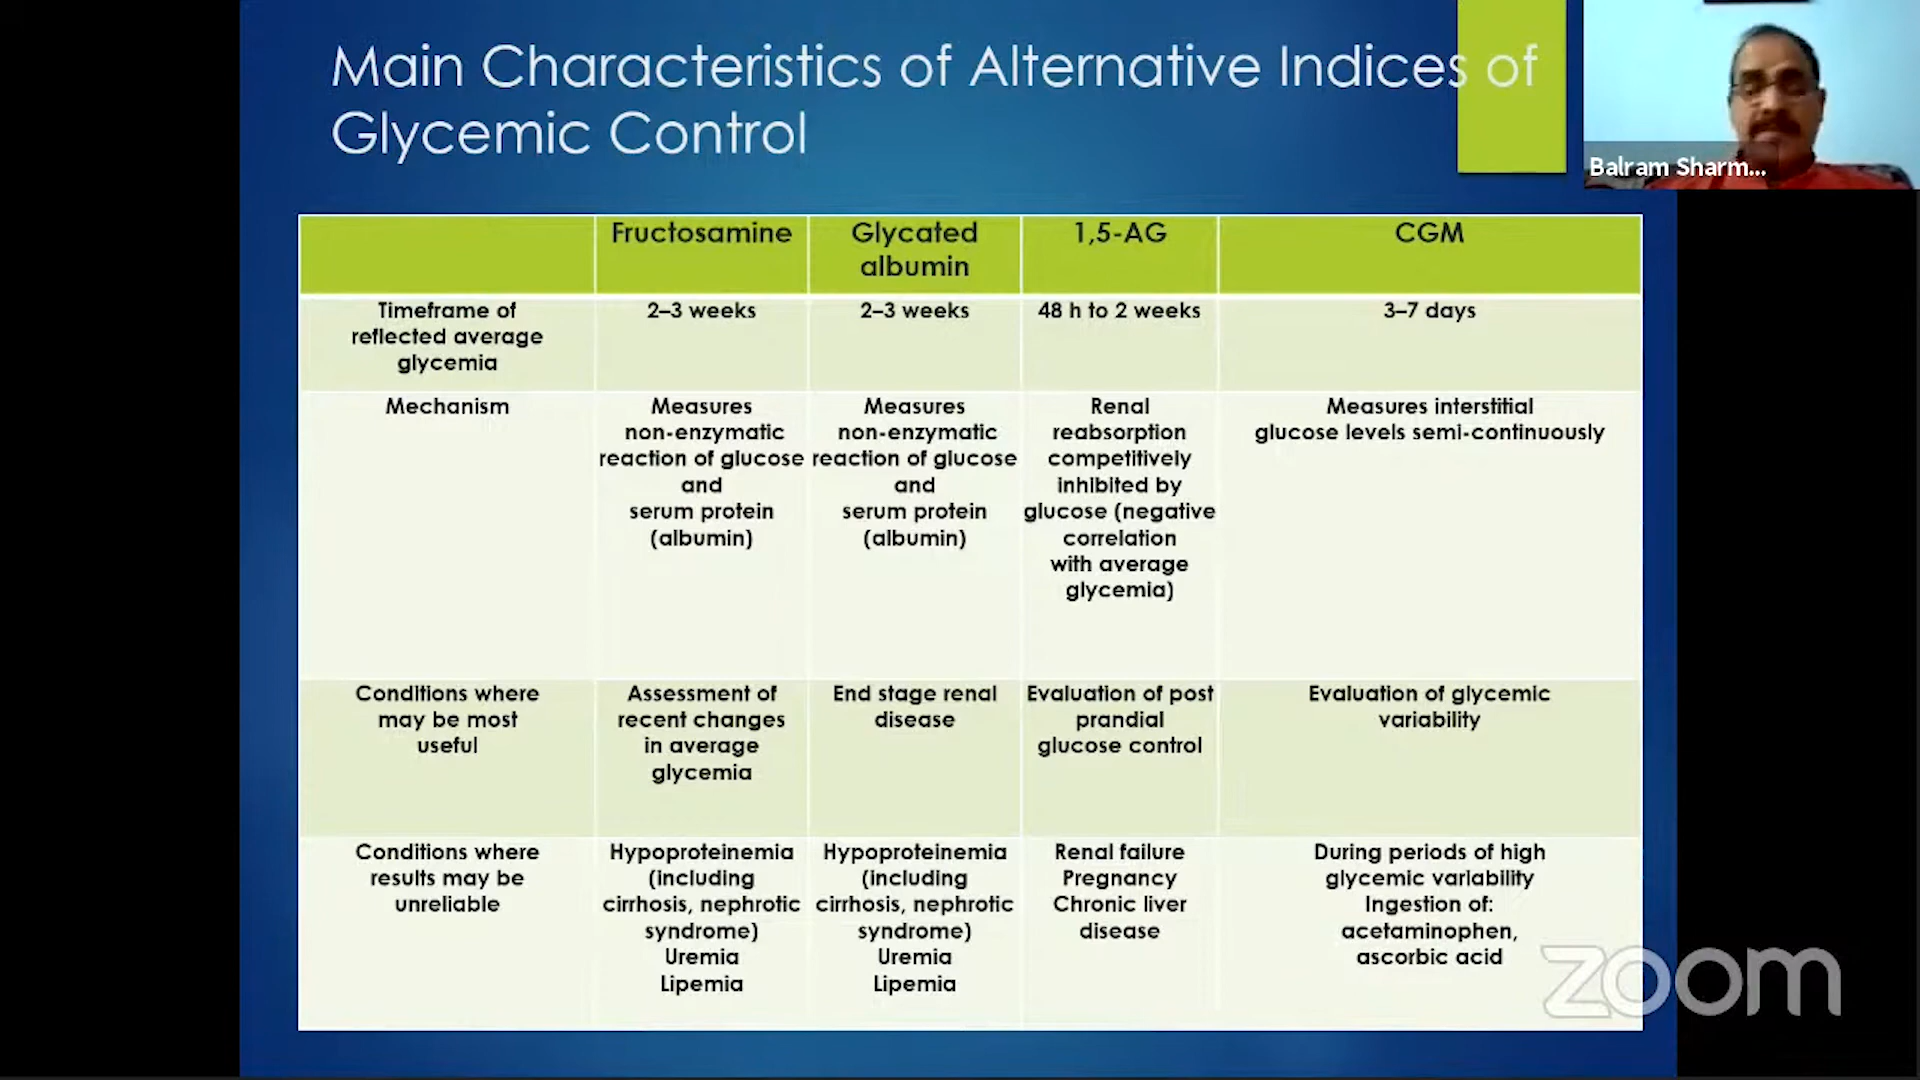 Main Characteristics of Alternative Indices of
Glycemic Control
Balram Sharm...
Fructosamine
Glycated
albumin
1,5-AG
CGM
Timeframe of
reflected average
glycemia
2–3 weeks
2–3 weeks
48 h to 2 weeks
3–7 days
Mechanism
Measures
non-enzymatic
reaction of glucose
and
serum protein
(albumin)
Measures
non-enzymatic
reaction of glucose
and
serum protein
(albumin)
Renal
reabsorption
competitively
inhibited by
glucose (negative
correlation
with average
glycemia)
Measures interstitial
glucose levels semi-continuously
Conditions where
may be most
useful
Assessment of
recent changes
in average
glycemia
End stage renal
disease
Evaluation of post
prandial
glucose control
Evaluation of glycemic
variability
Conditions where
results may be
unreliable
Hypoproteinemia
(including
cirrhosis, nephrotic
syndrome)
Uremia
Lipemia
Hypoproteinemia
(including
cirrhosis, nephrotic
syndrome)
Uremia
Lipemia
Renal failure
Pregnancy
Chronic liver
disease
During periods of high
glycemic variability
Ingestion of:
acetaminophen,
ascorbic acid
zoom